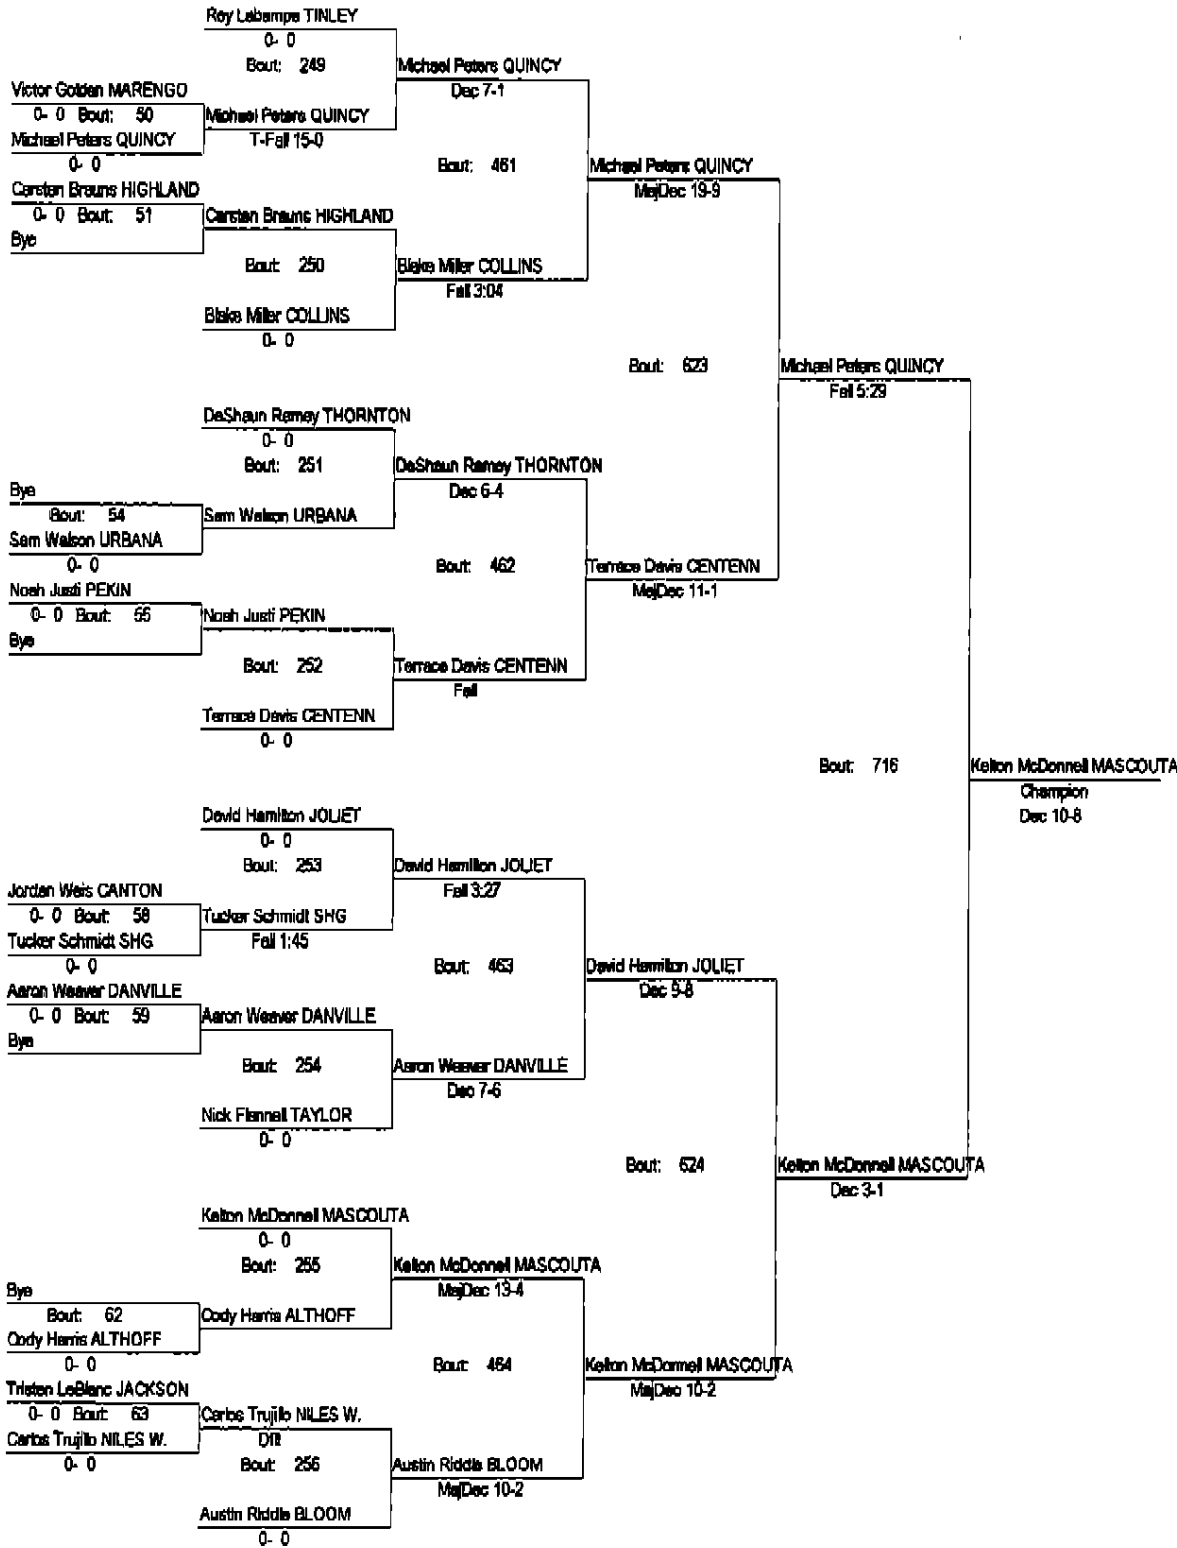 Roy Labampa TINLEY
0- 0
Bout: 249
Michael Peters QUINCY
Dec 7-1
Victor Golden MARENGO
0- 0 Bout: 50
Michael Peters QUINCY
T-Fall 15-0
Michael Peters QUINCY
0- 0
Bout: 461
Michael Peters QUINCY
MajDec 19-9
Carsten Brauns HIGHLAND
0- 0 Bout: 51
Carsten Brauns HIGHLAND
Bye
Bout: 250
Blake Miller COLLINS
Fall 3:04
Blake Miller COLLINS
0- 0
Bout: 623
Michael Peters QUINCY
Fall 5:29
DeShaun Ramey THORNTON
0- 0
Bout: 251
DeShaun Ramey THORNTON
Dec 6-4
Bye
Bout: 54
Sam Walson URBANA
Sam Walson URBANA
0- 0
Bout: 462
Terrace Davis CENTENN
MajDec 11-1
Noah Justi PEKIN
0- 0 Bout: 55
Noah Justi PEKIN
Bye
Bout: 252
Terrace Davis CENTENN
Fall
Terrace Davis CENTENN
0- 0
Bout: 716
Kelton McDonnell MASCOUTA
Champion
Dec 10-8
David Hamilton JOLIET
0- 0
Bout: 253
David Hamilton JOLIET
Fall 3:27
Jordan Weis CANTON
0- 0 Bout: 58
Tucker Schmidt SHG
Fall 1:45
Tucker Schmidt SHG
0- 0
Bout: 463
David Hamilton JOLIET
Dec 9-8
Aaron Weaver DANVILLE
0- 0 Bout: 59
Aaron Weaver DANVILLE
Bye
Bout: 254
Aaron Weaver DANVILLE
Dec 7-6
Nick Flannell TAYLOR
0- 0
Bout: 624
Kelton McDonnell MASCOUTA
Dec 3-1
Kelton McDonnell MASCOUTA
0- 0
Bout: 255
Kelton McDonnell MASCOUTA
MajDec 13-4
Bye
Bout: 62
Cody Harris ALTHOFF
Cody Harris ALTHOFF
0- 0
Bout: 464
Kelton McDonnell MASCOUTA
MajDec 10-2
Tristen LeBlanc JACKSON
0- 0 Bout: 63
Carlos Trujillo NILES W.
Dflt
Carlos Trujillo NILES W.
0- 0
Bout: 256
Austin Riddle BLOOM
MajDec 10-2
Austin Riddle BLOOM
0- 0